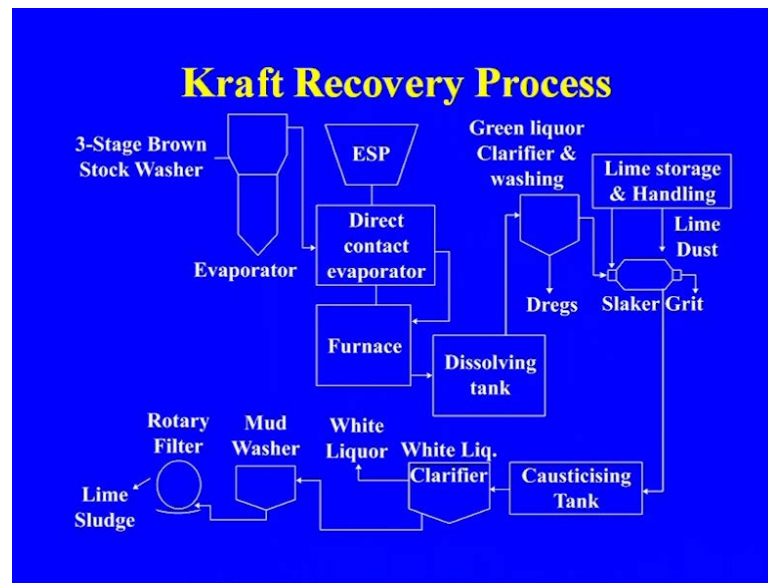 Kraft Recovery Process
3-Stage Brown
Stock Washer
Evaporator
ESP
Direct
contact
evaporator
Furnace
Dissolving
tank
Green liquor
Clarifier &
washing
Dregs
Lime storage
& Handling
Lime
Dust
Slaker Grit
Causticising
Tank
White Liq.
Clarifier
White
Liquor
Mud
Washer
Rotary
Filter
Lime
Sludge